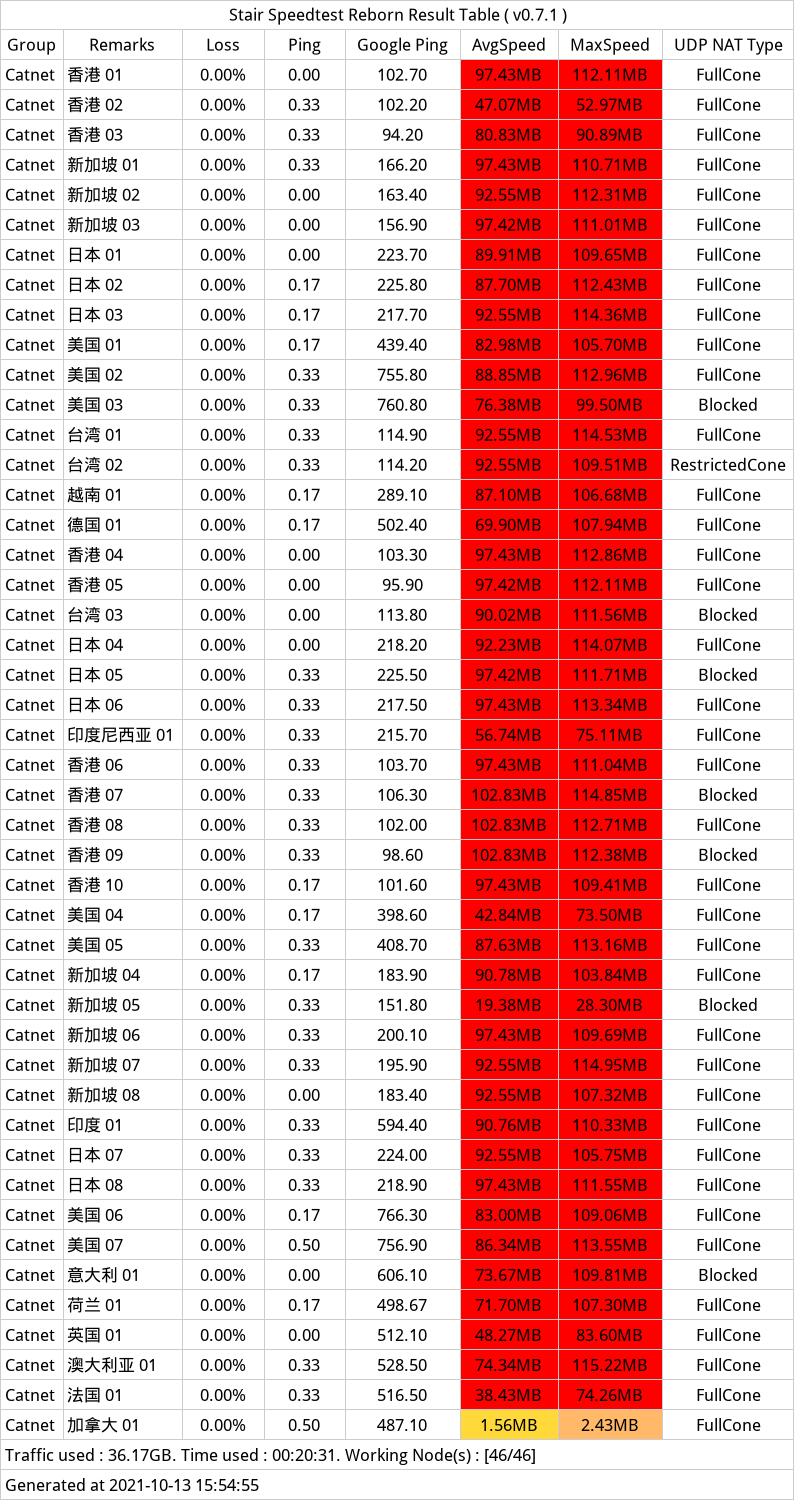 Stair Speedtest Reborn Result Table ( v0.7.1 )
Group Remarks Loss Ping Google Ping AvgSpeed MaxSpeed UDP NAT Type
Catnet 香港 01 0.00% 0.00 102.70 97.43MB 112.11MB FullCone
Catnet 香港 02 0.00% 0.33 102.20 47.07MB 52.97MB FullCone
Catnet 香港 03 0.00% 0.33 94.20 80.83MB 90.89MB FullCone
Catnet 新加坡 01 0.00% 0.33 166.20 97.43MB 110.71MB FullCone
Catnet 新加坡 02 0.00% 0.00 163.40 92.55MB 112.31MB FullCone
Catnet 新加坡 03 0.00% 0.00 156.90 97.42MB 111.01MB FullCone
Catnet 日本 01 0.00% 0.00 223.70 89.91MB 109.65MB FullCone
Catnet 日本 02 0.00% 0.17 225.80 87.70MB 112.43MB FullCone
Catnet 日本 03 0.00% 0.17 217.70 92.55MB 114.36MB FullCone
Catnet 美国 01 0.00% 0.17 439.40 82.98MB 105.70MB FullCone
Catnet 美国 02 0.00% 0.33 755.80 88.85MB 112.96MB FullCone
Catnet 美国 03 0.00% 0.33 760.80 76.38MB 99.50MB Blocked
Catnet 台湾 01 0.00% 0.33 114.90 92.55MB 114.53MB FullCone
Catnet 台湾 02 0.00% 0.33 114.20 92.55MB 109.51MB RestrictedCone
Catnet 越南 01 0.00% 0.17 289.10 87.10MB 106.68MB FullCone
Catnet 德国 01 0.00% 0.17 502.40 69.90MB 107.94MB FullCone
Catnet 香港 04 0.00% 0.00 103.30 97.43MB 112.86MB FullCone
Catnet 香港 05 0.00% 0.00 95.90 97.42MB 112.11MB FullCone
Catnet 台湾 03 0.00% 0.00 113.80 90.02MB 111.56MB Blocked
Catnet 日本 04 0.00% 0.00 218.20 92.23MB 114.07MB FullCone
Catnet 日本 05 0.00% 0.33 225.50 97.42MB 111.71MB Blocked
Catnet 日本 06 0.00% 0.33 217.50 97.43MB 113.34MB FullCone
Catnet 印度尼西亚 01 0.00% 0.33 215.70 56.74MB 75.11MB FullCone
Catnet 香港 06 0.00% 0.33 103.70 97.43MB 111.04MB FullCone
Catnet 香港 07 0.00% 0.33 106.30 102.83MB 114.85MB Blocked
Catnet 香港 08 0.00% 0.33 102.00 102.83MB 112.71MB FullCone
Catnet 香港 09 0.00% 0.33 98.60 102.83MB 112.38MB Blocked
Catnet 香港 10 0.00% 0.17 101.60 97.43MB 109.41MB FullCone
Catnet 美国 04 0.00% 0.17 398.60 42.84MB 73.50MB FullCone
Catnet 美国 05 0.00% 0.33 408.70 87.63MB 113.16MB FullCone
Catnet 新加坡 04 0.00% 0.17 183.90 90.78MB 103.84MB FullCone
Catnet 新加坡 05 0.00% 0.33 151.80 19.38MB 28.30MB Blocked
Catnet 新加坡 06 0.00% 0.33 200.10 97.43MB 109.69MB FullCone
Catnet 新加坡 07 0.00% 0.33 195.90 92.55MB 114.95MB FullCone
Catnet 新加坡 08 0.00% 0.00 183.40 92.55MB 107.32MB FullCone
Catnet 印度 01 0.00% 0.33 594.40 90.76MB 110.33MB FullCone
Catnet 日本 07 0.00% 0.33 224.00 92.55MB 105.75MB FullCone
Catnet 日本 08 0.00% 0.33 218.90 97.43MB 111.55MB FullCone
Catnet 美国 06 0.00% 0.17 766.30 83.00MB 109.06MB FullCone
Catnet 美国 07 0.00% 0.50 756.90 86.34MB 113.55MB FullCone
Catnet 意大利 01 0.00% 0.00 606.10 73.67MB 109.81MB Blocked
Catnet 荷兰 01 0.00% 0.17 498.67 71.70MB 107.30MB FullCone
Catnet 英国 01 0.00% 0.00 512.10 48.27MB 83.60MB FullCone
Catnet 澳大利亚 01 0.00% 0.33 528.50 74.34MB 115.22MB FullCone
Catnet 法国 01 0.00% 0.33 516.50 38.43MB 74.26MB FullCone
Catnet 加拿大 01 0.00% 0.50 487.10 1.56MB 2.43MB FullCone
Traffic used : 36.17GB. Time used : 00:20:31. Working Node(s) : [46/46]
Generated at 2021-10-13 15:54:55